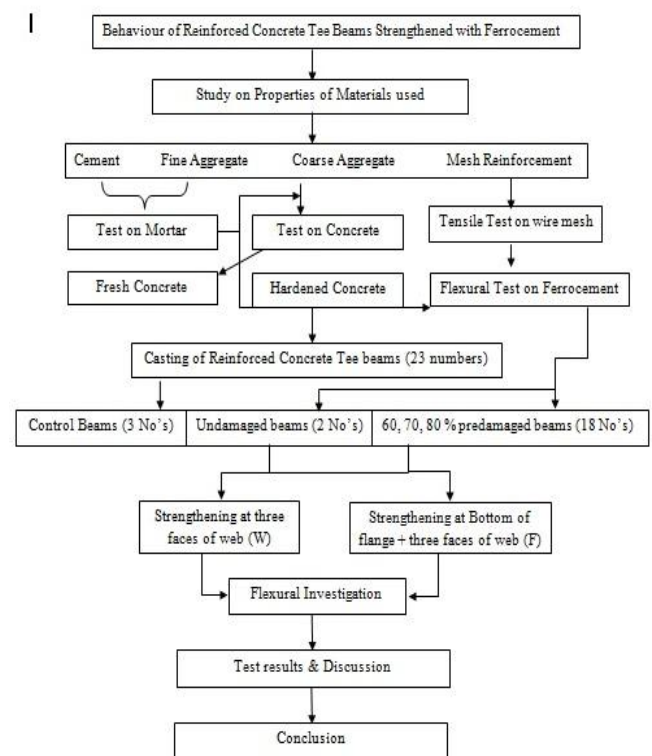 I
Behaviour of Reinforced Concrete Tee Beams Strengthened with Ferrocement
Study on Properties of Materials used
Cement Fine Aggregate Coarse Aggregate Mesh Reinforcement
Test on Mortar
Test on Concrete
Tensile Test on wire mesh
Fresh Concrete
Hardened Concrete
Flexural Test on Ferrocement
Casting of Reinforced Concrete Tee beams (23 numbers)
Control Beams (3 No's)
Undamaged beams (2 No's)
60, 70, 80 % predamaged beams (18 No's)
Strengthening at three
faces of web (W)
Strengthening at Bottom of
flange + three faces of web (F)
Flexural Investigation
Test results & Discussion
Conclusion